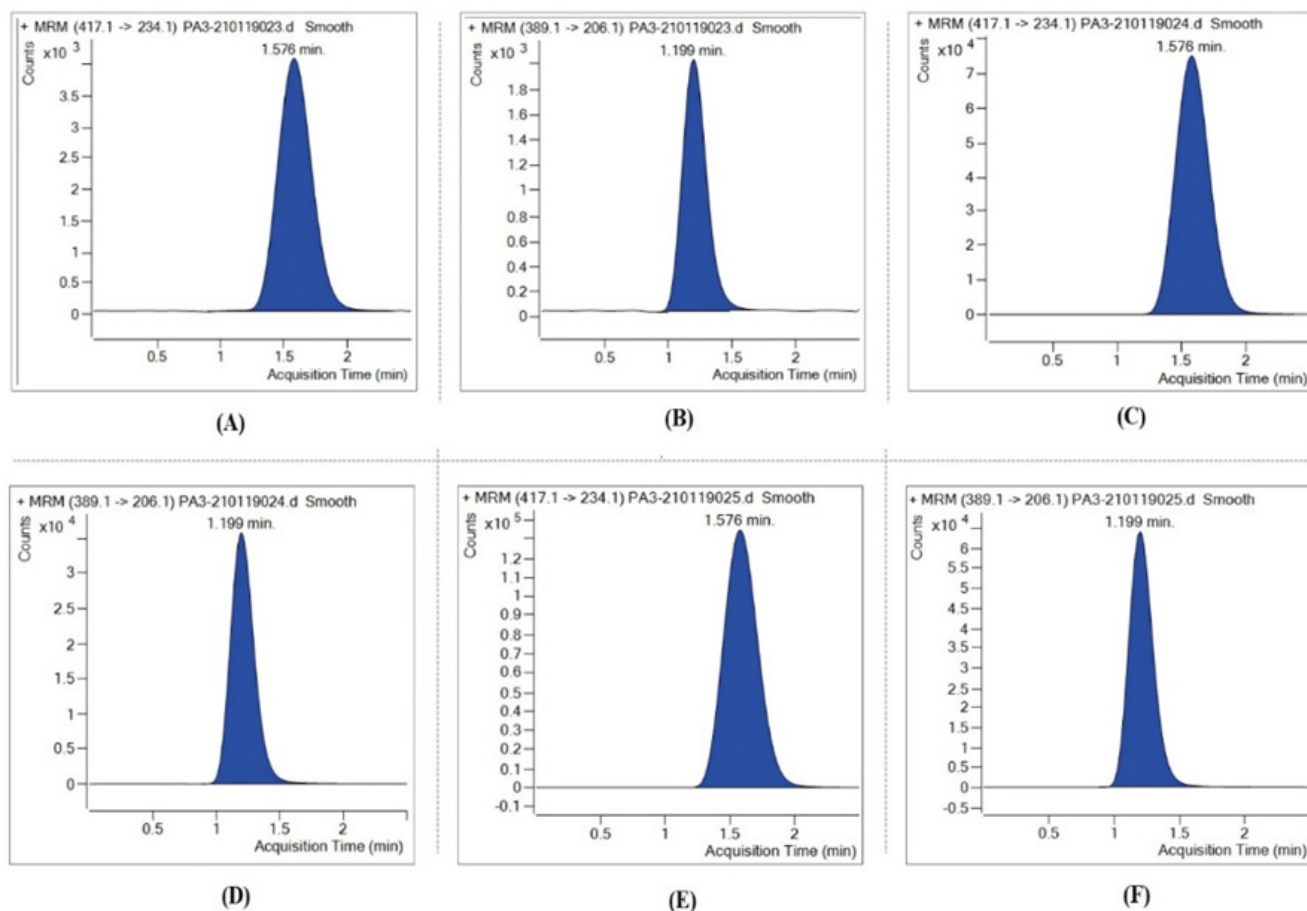 + MRM (417.1 -> 234.1) PA3-210119023.d Smooth
x10 3
1.576 min.
Counts
3.5
3
2.5
2
1.5
1
0.5
0
0.5 1 1.5 2
Acquisition Time (min)
(A)
+ MRM (389.1 -> 206.1) PA3-210119023.d Smooth
x10 3
1.199 min.
Counts
1.8
1.6
1.4
1.2
1
0.8
0.6
0.4
0.2
0
0.5 1 1.5 2
Acquisition Time (min)
(B)
+ MRM (417.1 -> 234.1) PA3-210119024.d Smooth
x10 4
1.576 min.
Counts
7
6
5
4
3
2
1
0
0.5 1 1.5 2
Acquisition Time (min)
(C)
+ MRM (389.1 -> 206.1) PA3-210119024.d Smooth
x10 4
1.199 min.
Counts
3
2.5
2
1.5
1
0.5
0
0.5 1 1.5 2
Acquisition Time (min)
(D)
+ MRM (417.1 -> 234.1) PA3-210119025.d Smooth
x10 5
1.576 min.
Counts
1.2
1.1
0.9
0.8
0.7
0.6
0.5
0.4
0.3
0.2
0.1
0
-0.1
0.5 1 1.5 2
Acquisition Time (min)
(E)
+ MRM (389.1 -> 206.1) PA3-210119025.d Smooth
x10 4
1.199 min.
Counts
6
5.5
5
4.5
4
3.5
3
2.5
2
1.5
1
0.5
0
-0.5
0.5 1 1.5 2
Acquisition Time (min)
(F)